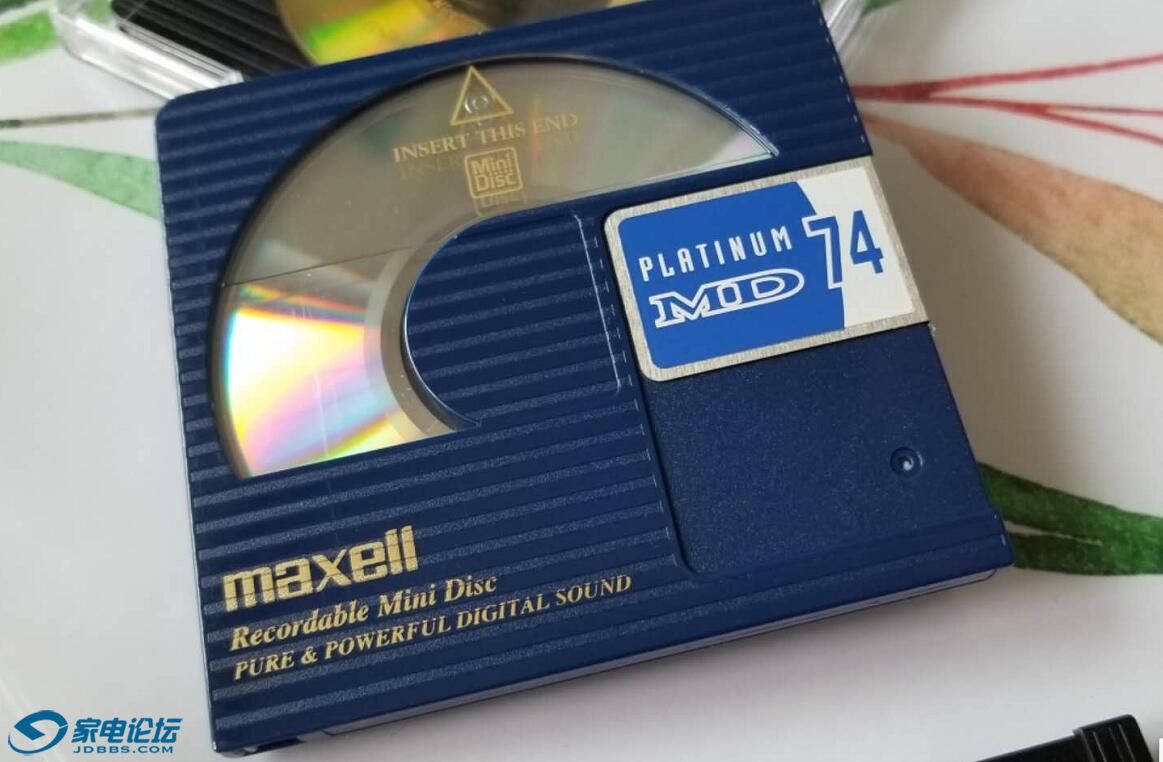 INSERT THIS END
Mini
Disc
PLATINUM
MD 74
maxell
Recordable Mini Disc
PURE & POWERFUL DIGITAL SOUND
家电论坛
JDBBS.COM